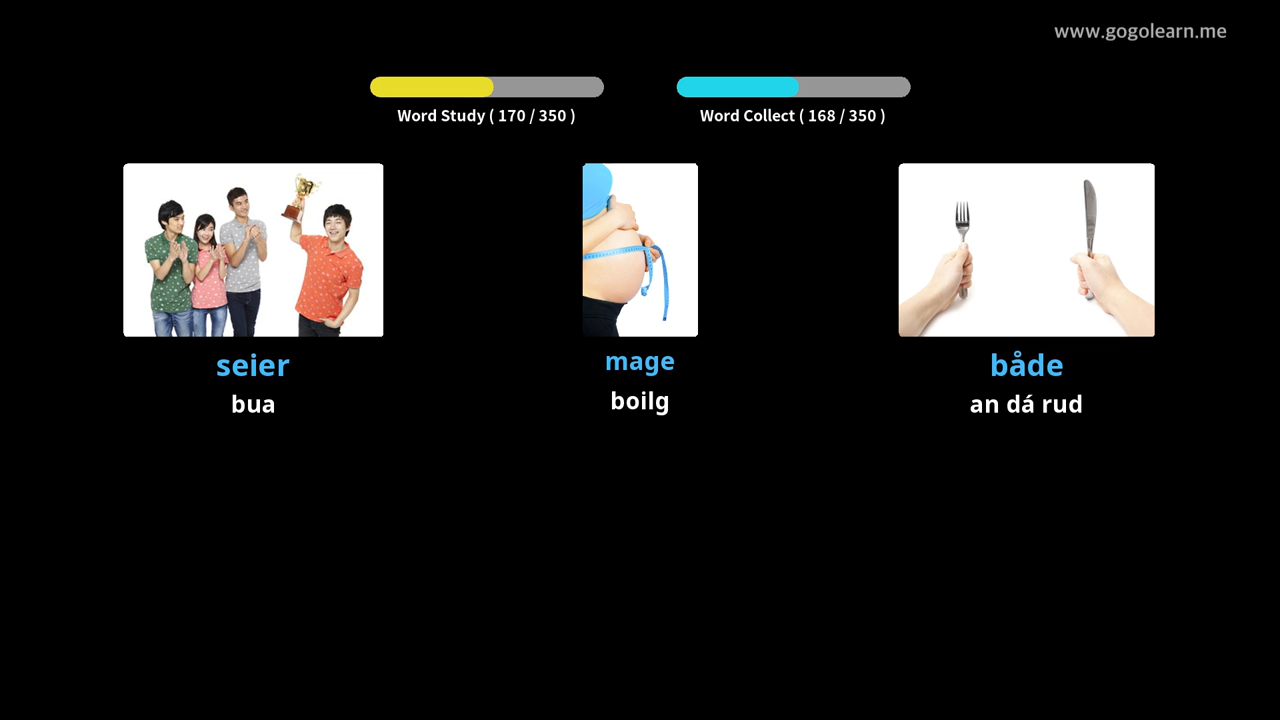 www.gogolearn.me
Word Study ( 170 / 350 )
Word Collect ( 168 / 350 )
seier
bua
mage
boilg
både
an dá rud